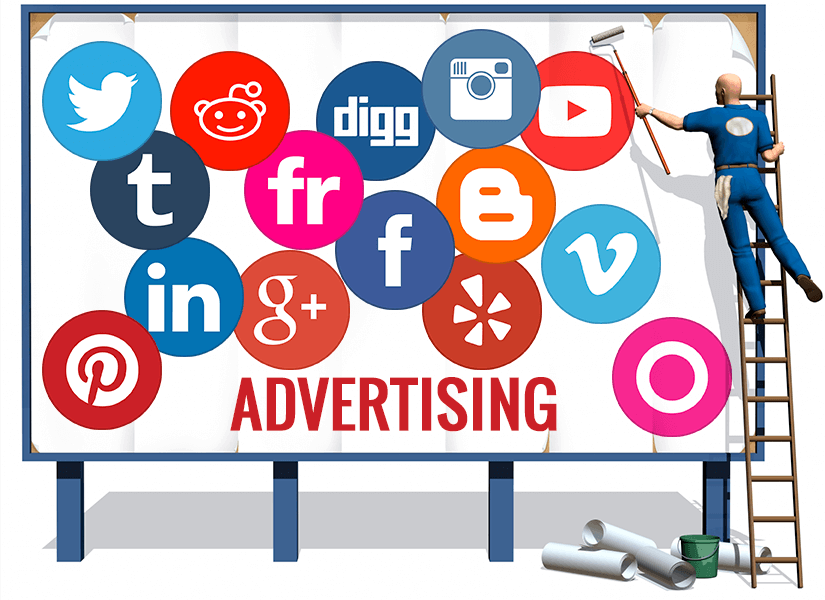 digg
t
fr
f
B
v
in
g+
ADVERTISING